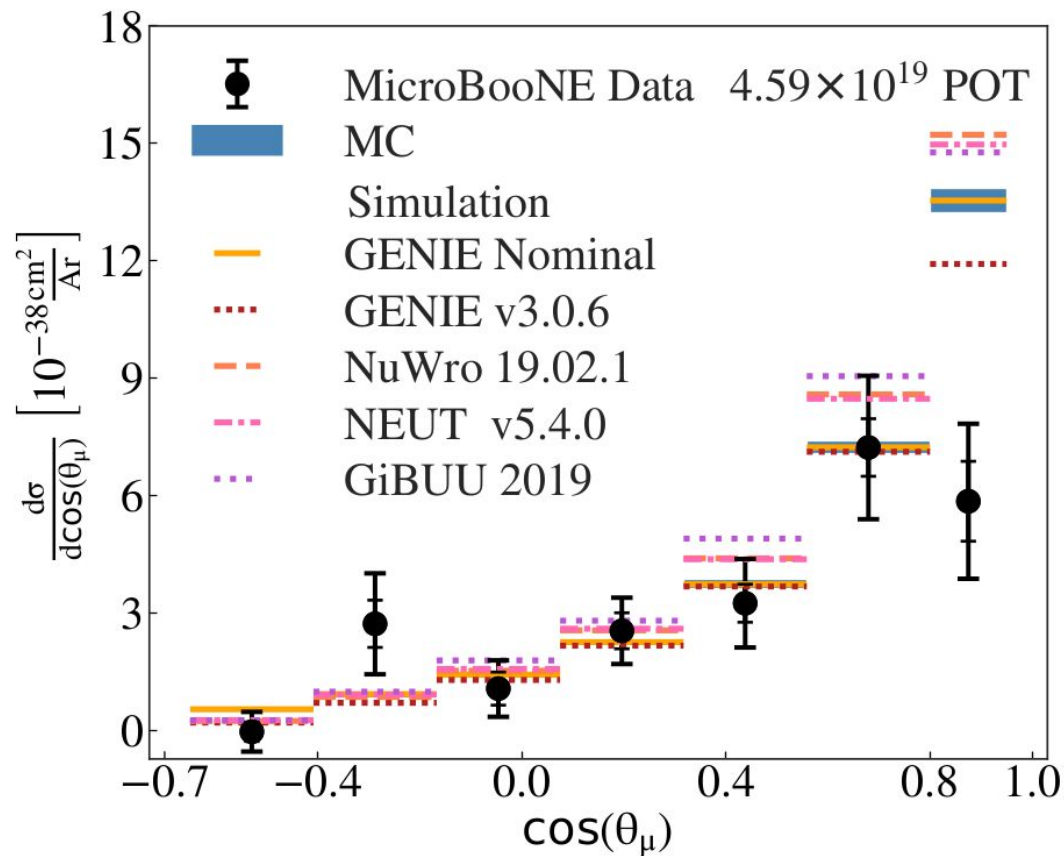 18
15
12
9
6
3
0
dσ
dcos(θμ)
[10⁻³⁸ cm²
Ar]
MicroBooNE Data 4.59×10¹⁹ POT
MC
Simulation
GENIE Nominal
GENIE v3.0.6
NuWro 19.02.1
NEUT v5.4.0
GiBUU 2019
−0.7 −0.4 0.0 0.4 0.8 1.0
cos(θμ)